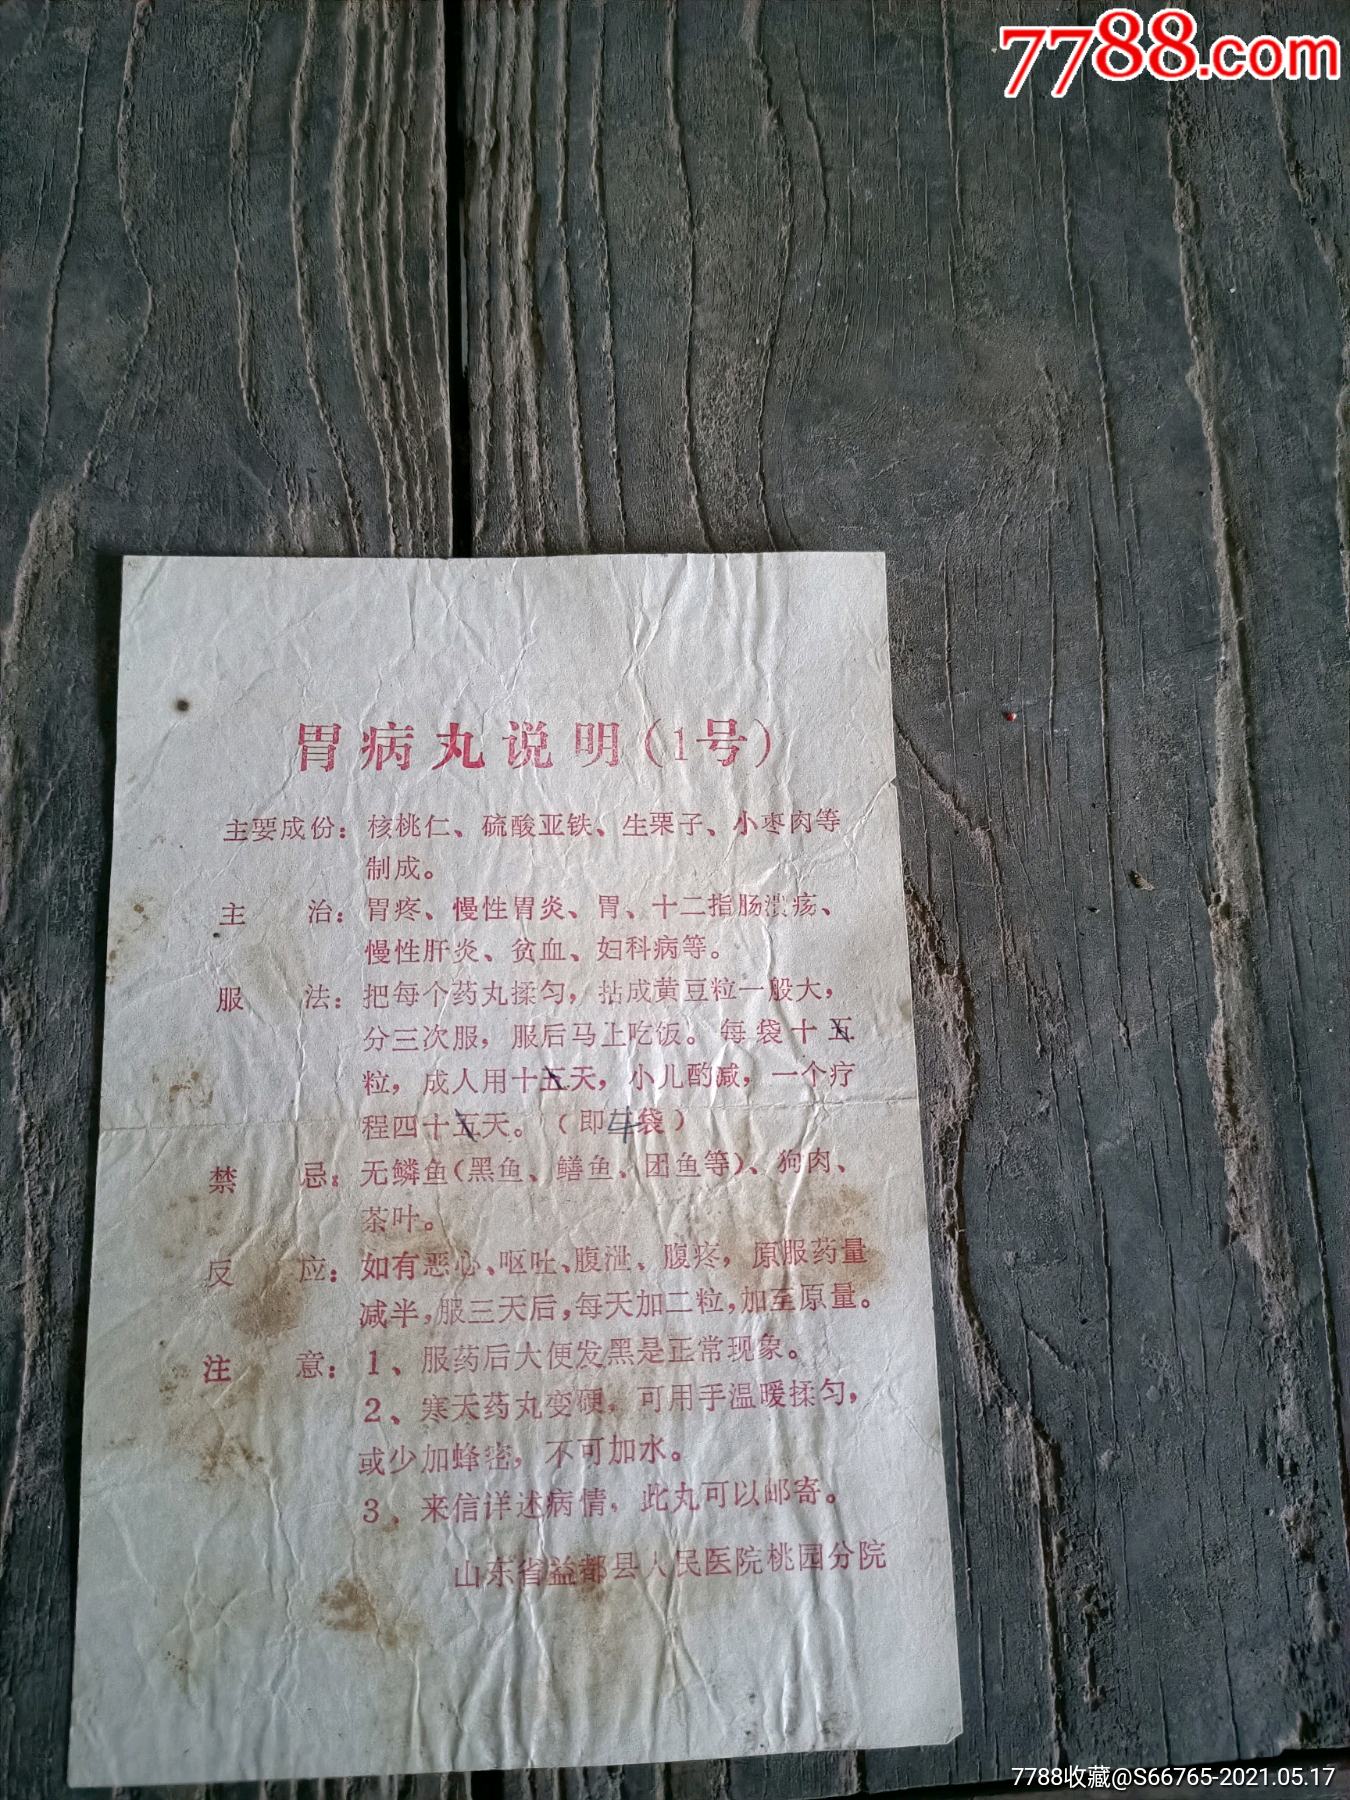 7788.com
胃病丸说明(1号)
主要成份：核桃仁、硫酸亚铁、生栗子、小枣肉等
制成。
主　治：胃疼、慢性胃炎、胃、十二指肠溃疡、
慢性肝炎、贫血、妇科病等。
服　法：把每个药丸揉匀，拈成黄豆粒一般大，
分三次服，服后马上吃饭。每袋十五
粒，成人用十五天，小儿酌减，一个疗
程四十五天。（即 袋）
禁　忌：无鳞鱼(黑鱼、鳝鱼、团鱼等)、狗肉、
茶叶。
反　应：如有恶心、呕吐、腹泄、腹疼，原服药量
减半，服三天后，每天加二粒，加至原量。
注　意：1、服药后大便发黑是正常现象。
2、寒天药丸变硬，可用手温暖揉匀，
或少加蜂密，不可加水。
3、来信详述病情，此丸可以邮寄。
山东省益都县人民医院桃园分院
7788收藏@S66765-2021.05.17